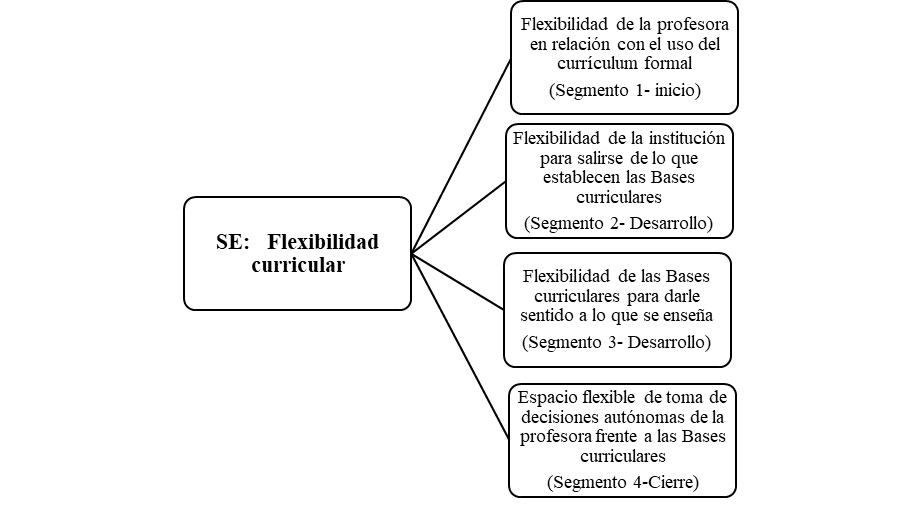 Flexibilidad de la profesora
en relación con el uso del
currículum formal
(Segmento 1- inicio)
Flexibilidad de la institución
para salirse de lo que
establecen las Bases
curriculares
(Segmento 2- Desarrollo)
SE: Flexibilidad
curricular
Flexibilidad de las Bases
curriculares para darle
sentido a lo que se enseña
(Segmento 3- Desarrollo)
Espacio flexible de toma de
decisiones autónomas de la
profesora frente a las Bases
curriculares
(Segmento 4-Cierre)